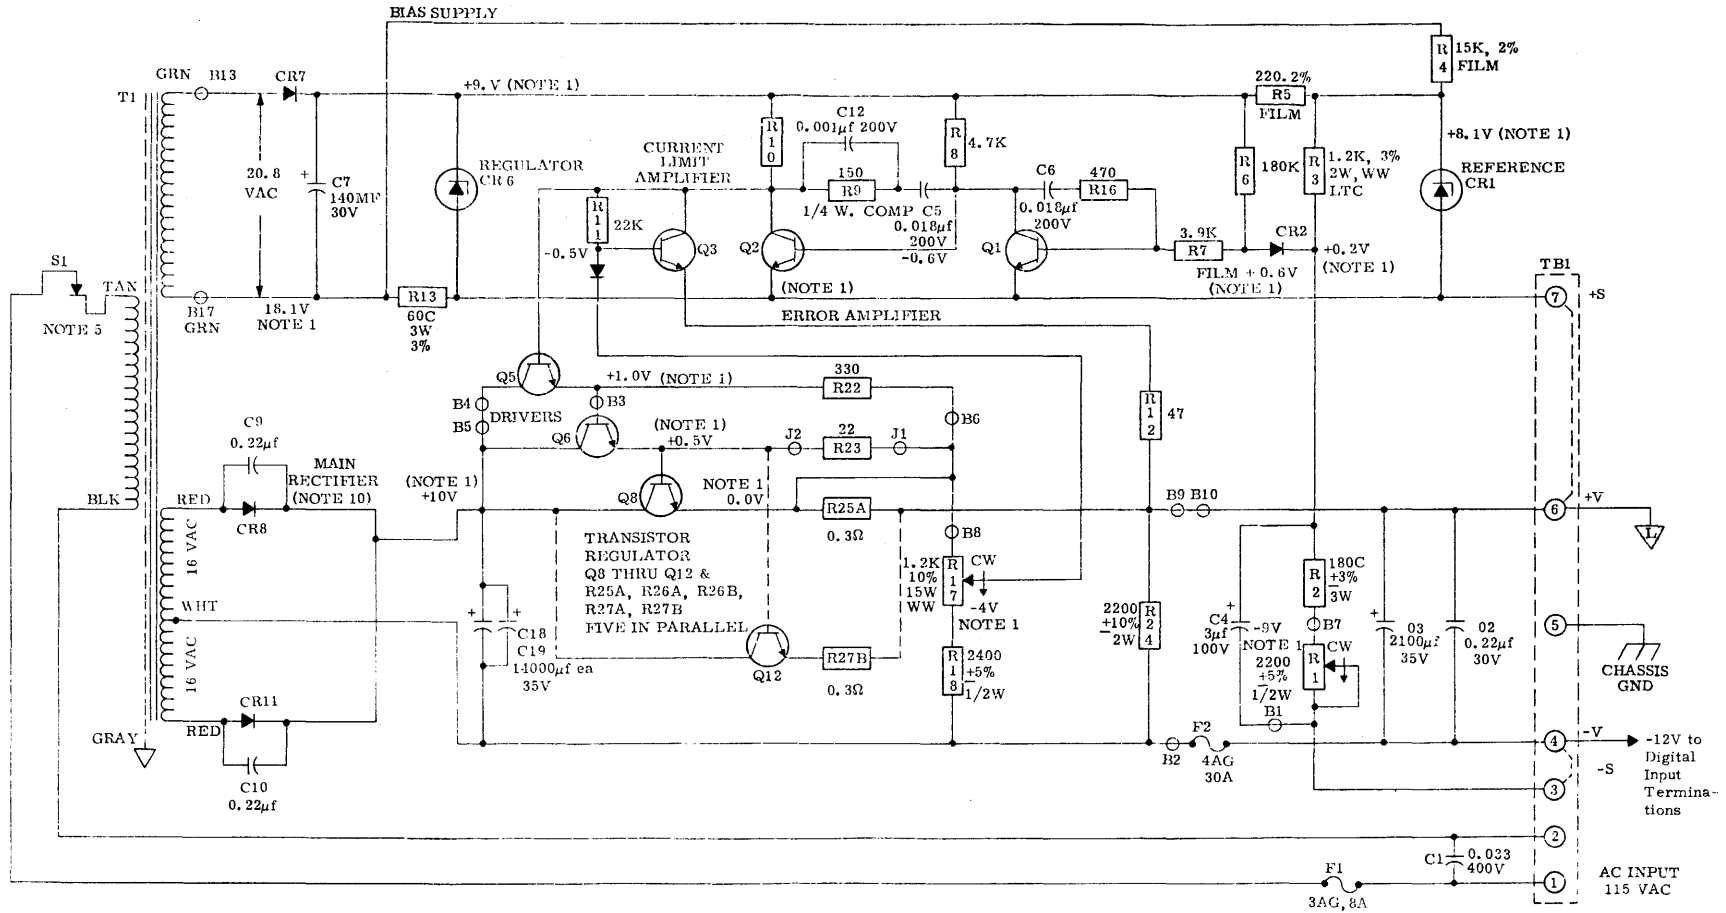 BIAS SUPPLY
R4
15K, 2%
FILM
GRN
B13
CR7
+9. V (NOTE 1)
220. 2%
R5
FILM
T1
20.8
VAC
+
C7
140MF
30V
REGULATOR
CR6
CURRENT
LIMIT
AMPLIFIER
R10
C12
0.001µf 200V
150
R9
1/4 W. COMP
C5
0.018µf
200V
R8
4.7K
C6
0.018µf
200V
470
R16
R6
180K
R3
1.2K, 3%
2W, WW
LTC
+8.1V (NOTE 1)
REFERENCE
CR1
R11
22K
-0.5V
Q3
Q2
-0.6V
Q1
3.9K
R7
FILM + 0.6V
(NOTE 1)
CR2
+0.2V
(NOTE 1)
S1
NOTE 5
TAN
B17
GRN
18.1V
NOTE 1
R13
60C
3W
3%
(NOTE 1)
ERROR AMPLIFIER
TB1
7
+S
Q5
+1.0V (NOTE 1)
330
R22
B4
B5
DRIVERS
B3
B6
R12
47
Q6
(NOTE 1)
+0.5V
J2
22
R23
J1
C9
0.22µf
MAIN
RECTIFIER
(NOTE 10)
(NOTE 1)
+10V
Q8
NOTE 1
0.0V
R25A
0.3Ω
B9 B10
6
+V
L
BLK
RED
CR8
16 VAC
WHT
16 VAC
TRANSISTOR
REGULATOR
Q8 THRU Q12 &
R25A, R26A, R26B,
R27A, R27B
FIVE IN PARALLEL
B8
1.2K
10%
15W
WW
R17
CW
-4V
NOTE 1
+
+
C18
C19
14000µf ea
35V
Q12
R27B
0.3Ω
R18
2400
+5%
1/2W
2200
+10%
2W
R24
+
C4
3µf
100V
-9V
NOTE 1
2200
+5%
1/2W
R2
180C
+3%
3W
B7
R1
CW
B1
+
03
2100µf
35V
02
0.22µf
30V
5
CHASSIS
GND
GRAY
RED
CR11
C10
0.22µf
B2
F2
4AG
30A
4
-V
-12V to
Digital
Input
Termina-
tions
-S
3
2
C1
0.033
400V
F1
3AG, 8A
1
AC INPUT
115 VAC